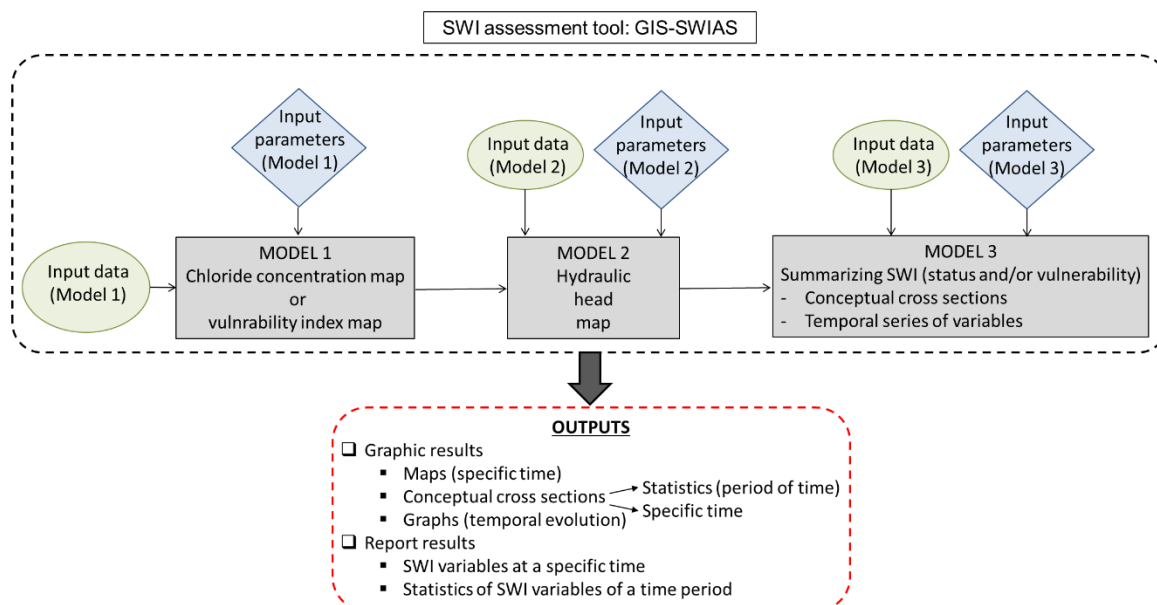 SWI assessment tool: GIS-SWIAS
Input
parameters
(Model 1)
Input data
(Model 2)
Input
parameters
(Model 2)
Input data
(Model 3)
Input
parameters
(Model 3)
Input data
(Model 1)
MODEL 1
Chloride concentration map
or
vulnrability index map
MODEL 2
Hydraulic
head
map
MODEL 3
Summarizing SWI (status and/or vulnerability)
- Conceptual cross sections
- Temporal series of variables
OUTPUTS
❑ Graphic results
▪ Maps (specific time)
▪ Conceptual cross sections
Statistics (period of time)
Specific time
▪ Graphs (temporal evolution)
❑ Report results
▪ SWI variables at a specific time
▪ Statistics of SWI variables of a time period